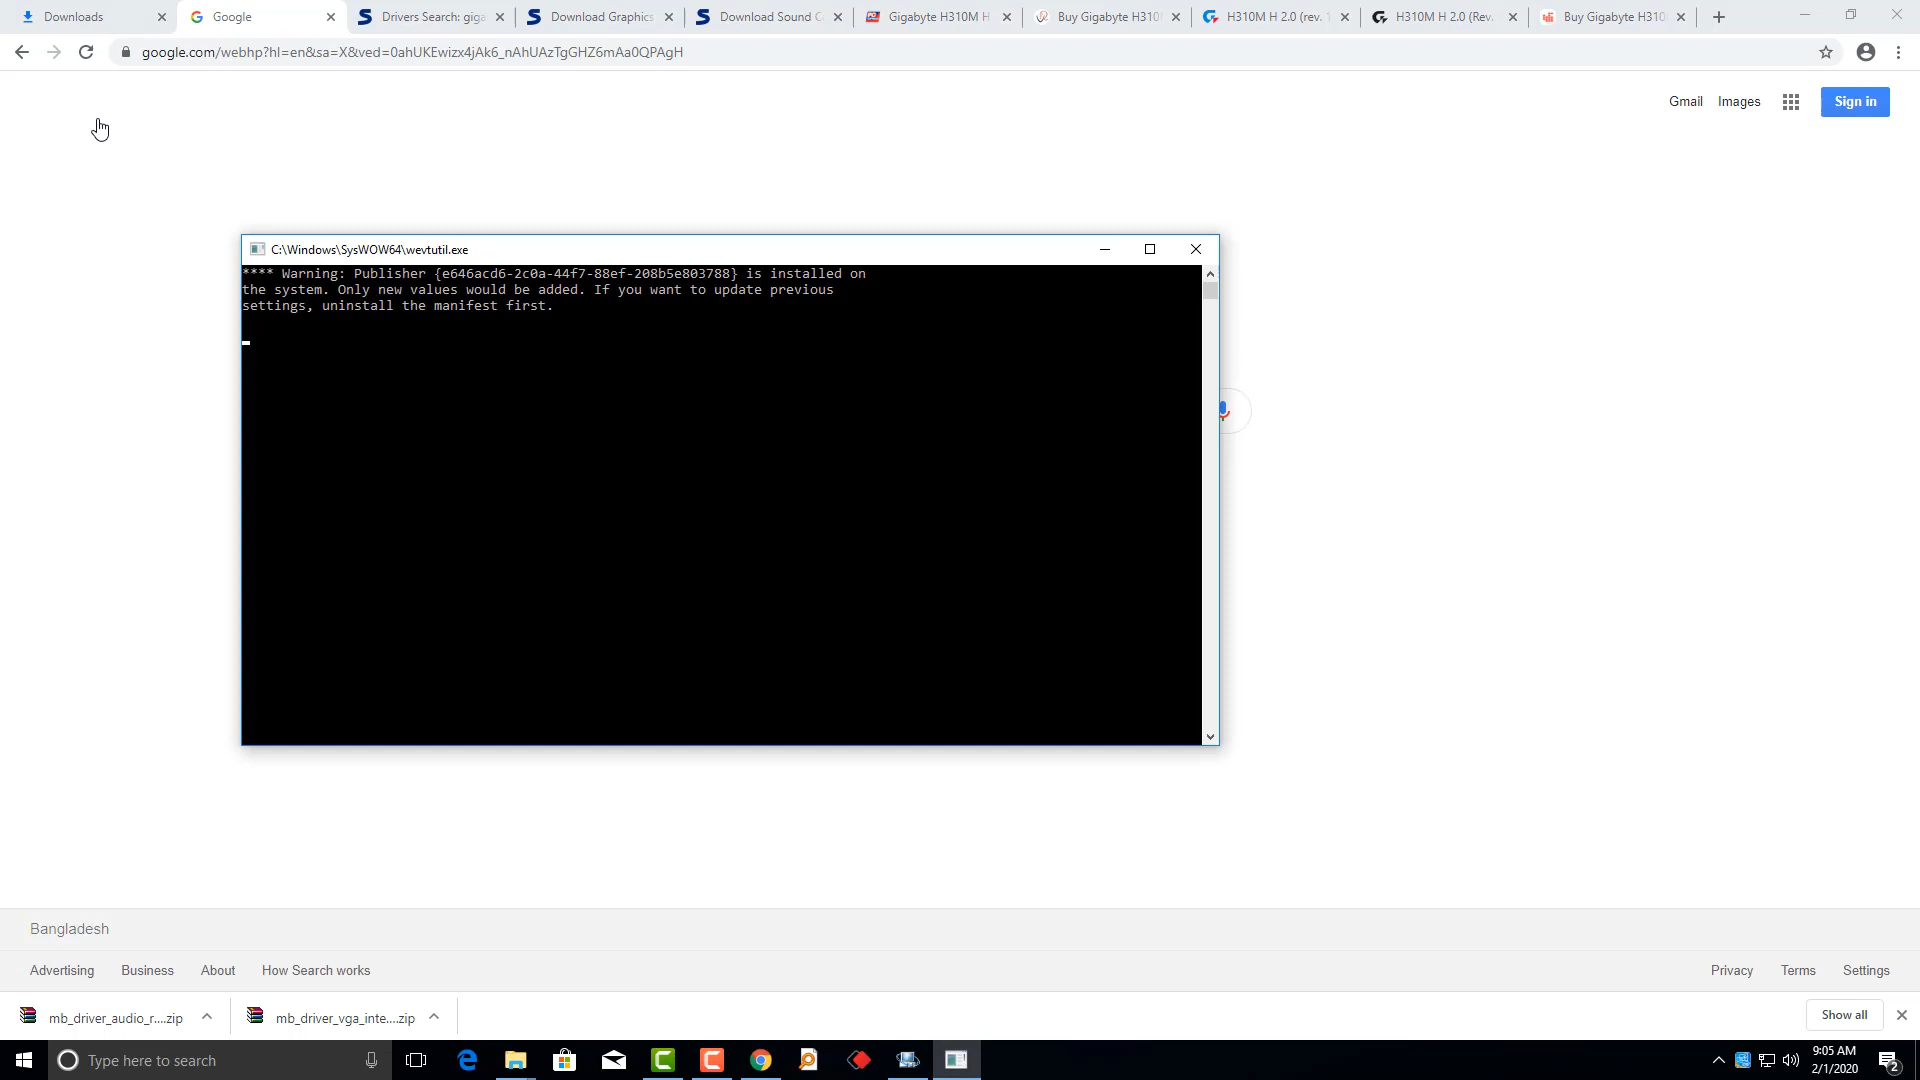 Downloads
Google
Drivers Search: giga
Download Graphics
Download Sound C
Gigabyte H310M H
Buy Gigabyte H310
H310M H 2.0 (rev. 1
H310M H 2.0 (Rev.
Buy Gigabyte H310
google.com/webhp?hl=en&sa=X&ved=0ahUKEwizx4jAk6_nAhUAzTgGHZ6mAa0QPAgH
Gmail
Images
Sign in
C:\Windows\SysWOW64\wevtutil.exe
**** Warning: Publisher {e646acd6-2c0a-44f7-88ef-208b5e803788} is installed on
the system. Only new values would be added. If you want to update previous
settings, uninstall the manifest first.
Bangladesh
Advertising
Business
About
How Search works
Privacy
Terms
Settings
mb_driver_audio_r....zip
mb_driver_vga_inte....zip
Show all
Type here to search
9:05 AM
2/1/2020
2